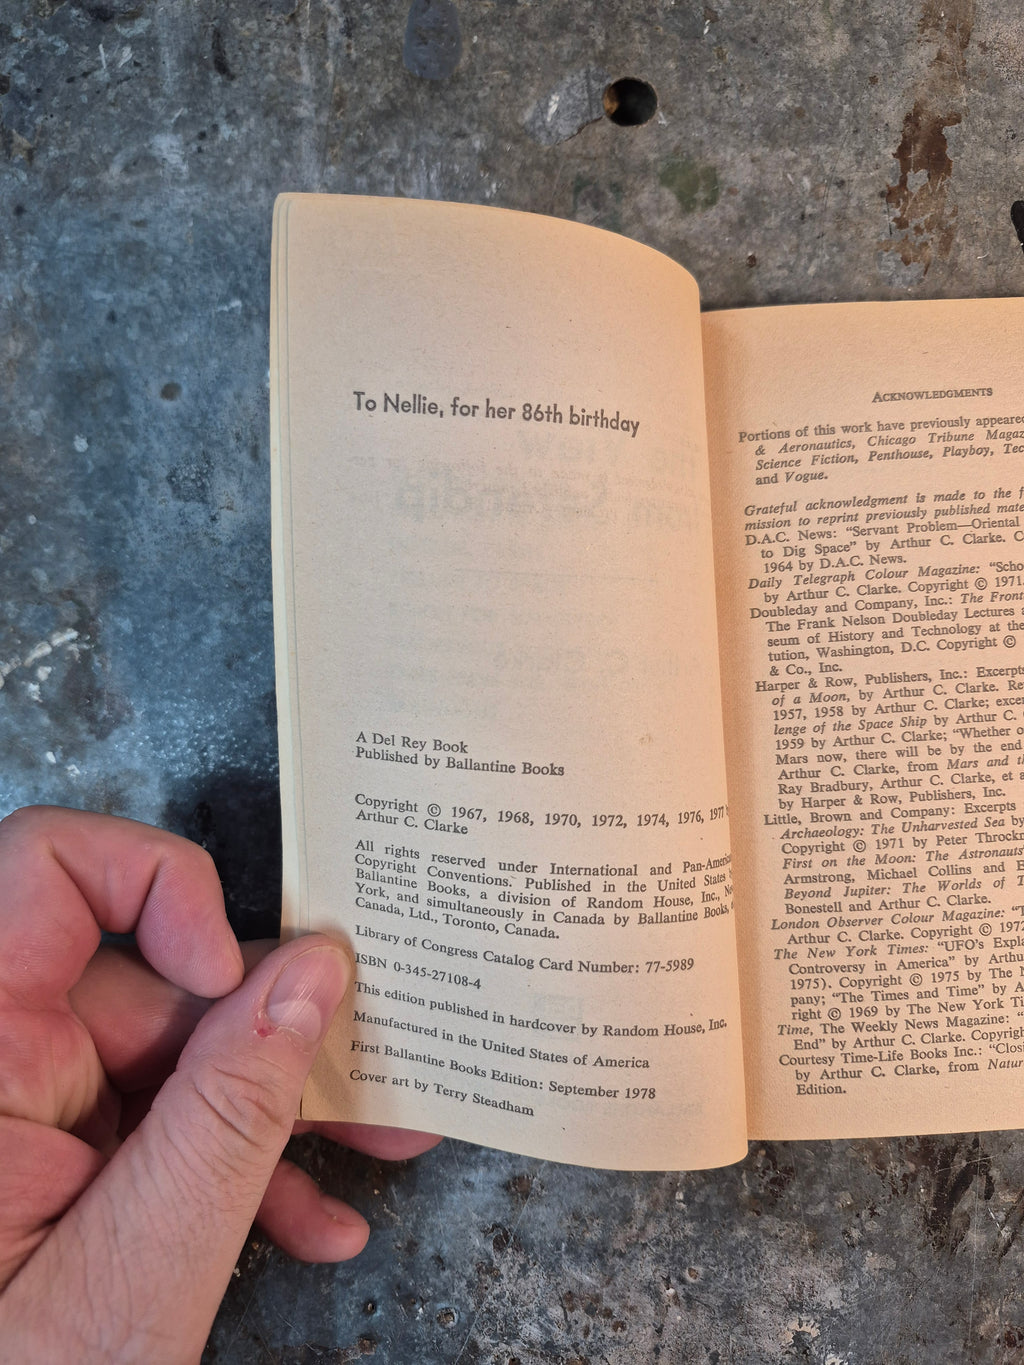 To Nellie, for her 86th birthday
A Del Rey Book
Published by Ballantine Books
Copyright © 1967, 1968, 1970, 1972, 1974, 1976, 1977
Arthur C. Clarke
All rights reserved under International and Pan-American
Copyright Conventions. Published in the United States
Ballantine Books, a division of Random House, Inc.,
York, and simultaneously in Canada by Ballantine Books,
Canada, Ltd., Toronto, Canada.
Library of Congress Catalog Card Number: 77-5989
ISBN 0-345-27108-4
This edition published in hardcover by Random House, Inc.
Manufactured in the United States of America
First Ballantine Books Edition: September 1978
Cover art by Terry Steadham
ACKNOWLEDGMENTS
Portions of this work have previously appeared
& Aeronautics, Chicago Tribune
Science Fiction, Penthouse, Playboy,
and Vogue.
Grateful acknowledgment is made to the
mission to reprint previously published
D.A.C. News: "Servant Problem—Oriental
to Dig Space" by Arthur C. Clarke.
1964 by D.A.C. News.
Daily Telegraph Colour Magazine:
by Arthur C. Clarke. Copyright © 1971.
Doubleday and Company, Inc.: The
The Frank Nelson Doubleday Lectures
seum of History and Technology at the
tution, Washington, D.C. Copyright ©
& Co., Inc.
Harper & Row, Publishers, Inc.: Excerpts
of a Moon, by Arthur C. Clarke.
1957, 1958 by Arthur C. Clarke;
lenge of the Space Ship by Arthur C.
1959 by Arthur C. Clarke; "Whether
Mars now, there will be by the end
Arthur C. Clarke, from Mars and
Ray Bradbury, Arthur C. Clarke, et
by Harper & Row, Publishers, Inc.
Little, Brown and Company: Excerpts
Archaeology: The Unharvested Sea by
Copyright © 1971 by Peter
First on the Moon: The Astronauts'
Armstrong, Michael Collins and
Beyond Jupiter: The Worlds of
Bonestell and Arthur C. Clarke.
London Observer Colour Magazine:
Arthur C. Clarke. Copyright © 1972
The New York Times: "UFO's
Controversy in America" by
1975). Copyright © 1975 by The
pany; "The Times and Time" by
right © 1969 by The New York
Time, The Weekly News Magazine:
End" by Arthur C. Clarke.
Courtesy Time-Life Books Inc.:
by Arthur C. Clarke, from
Edition.